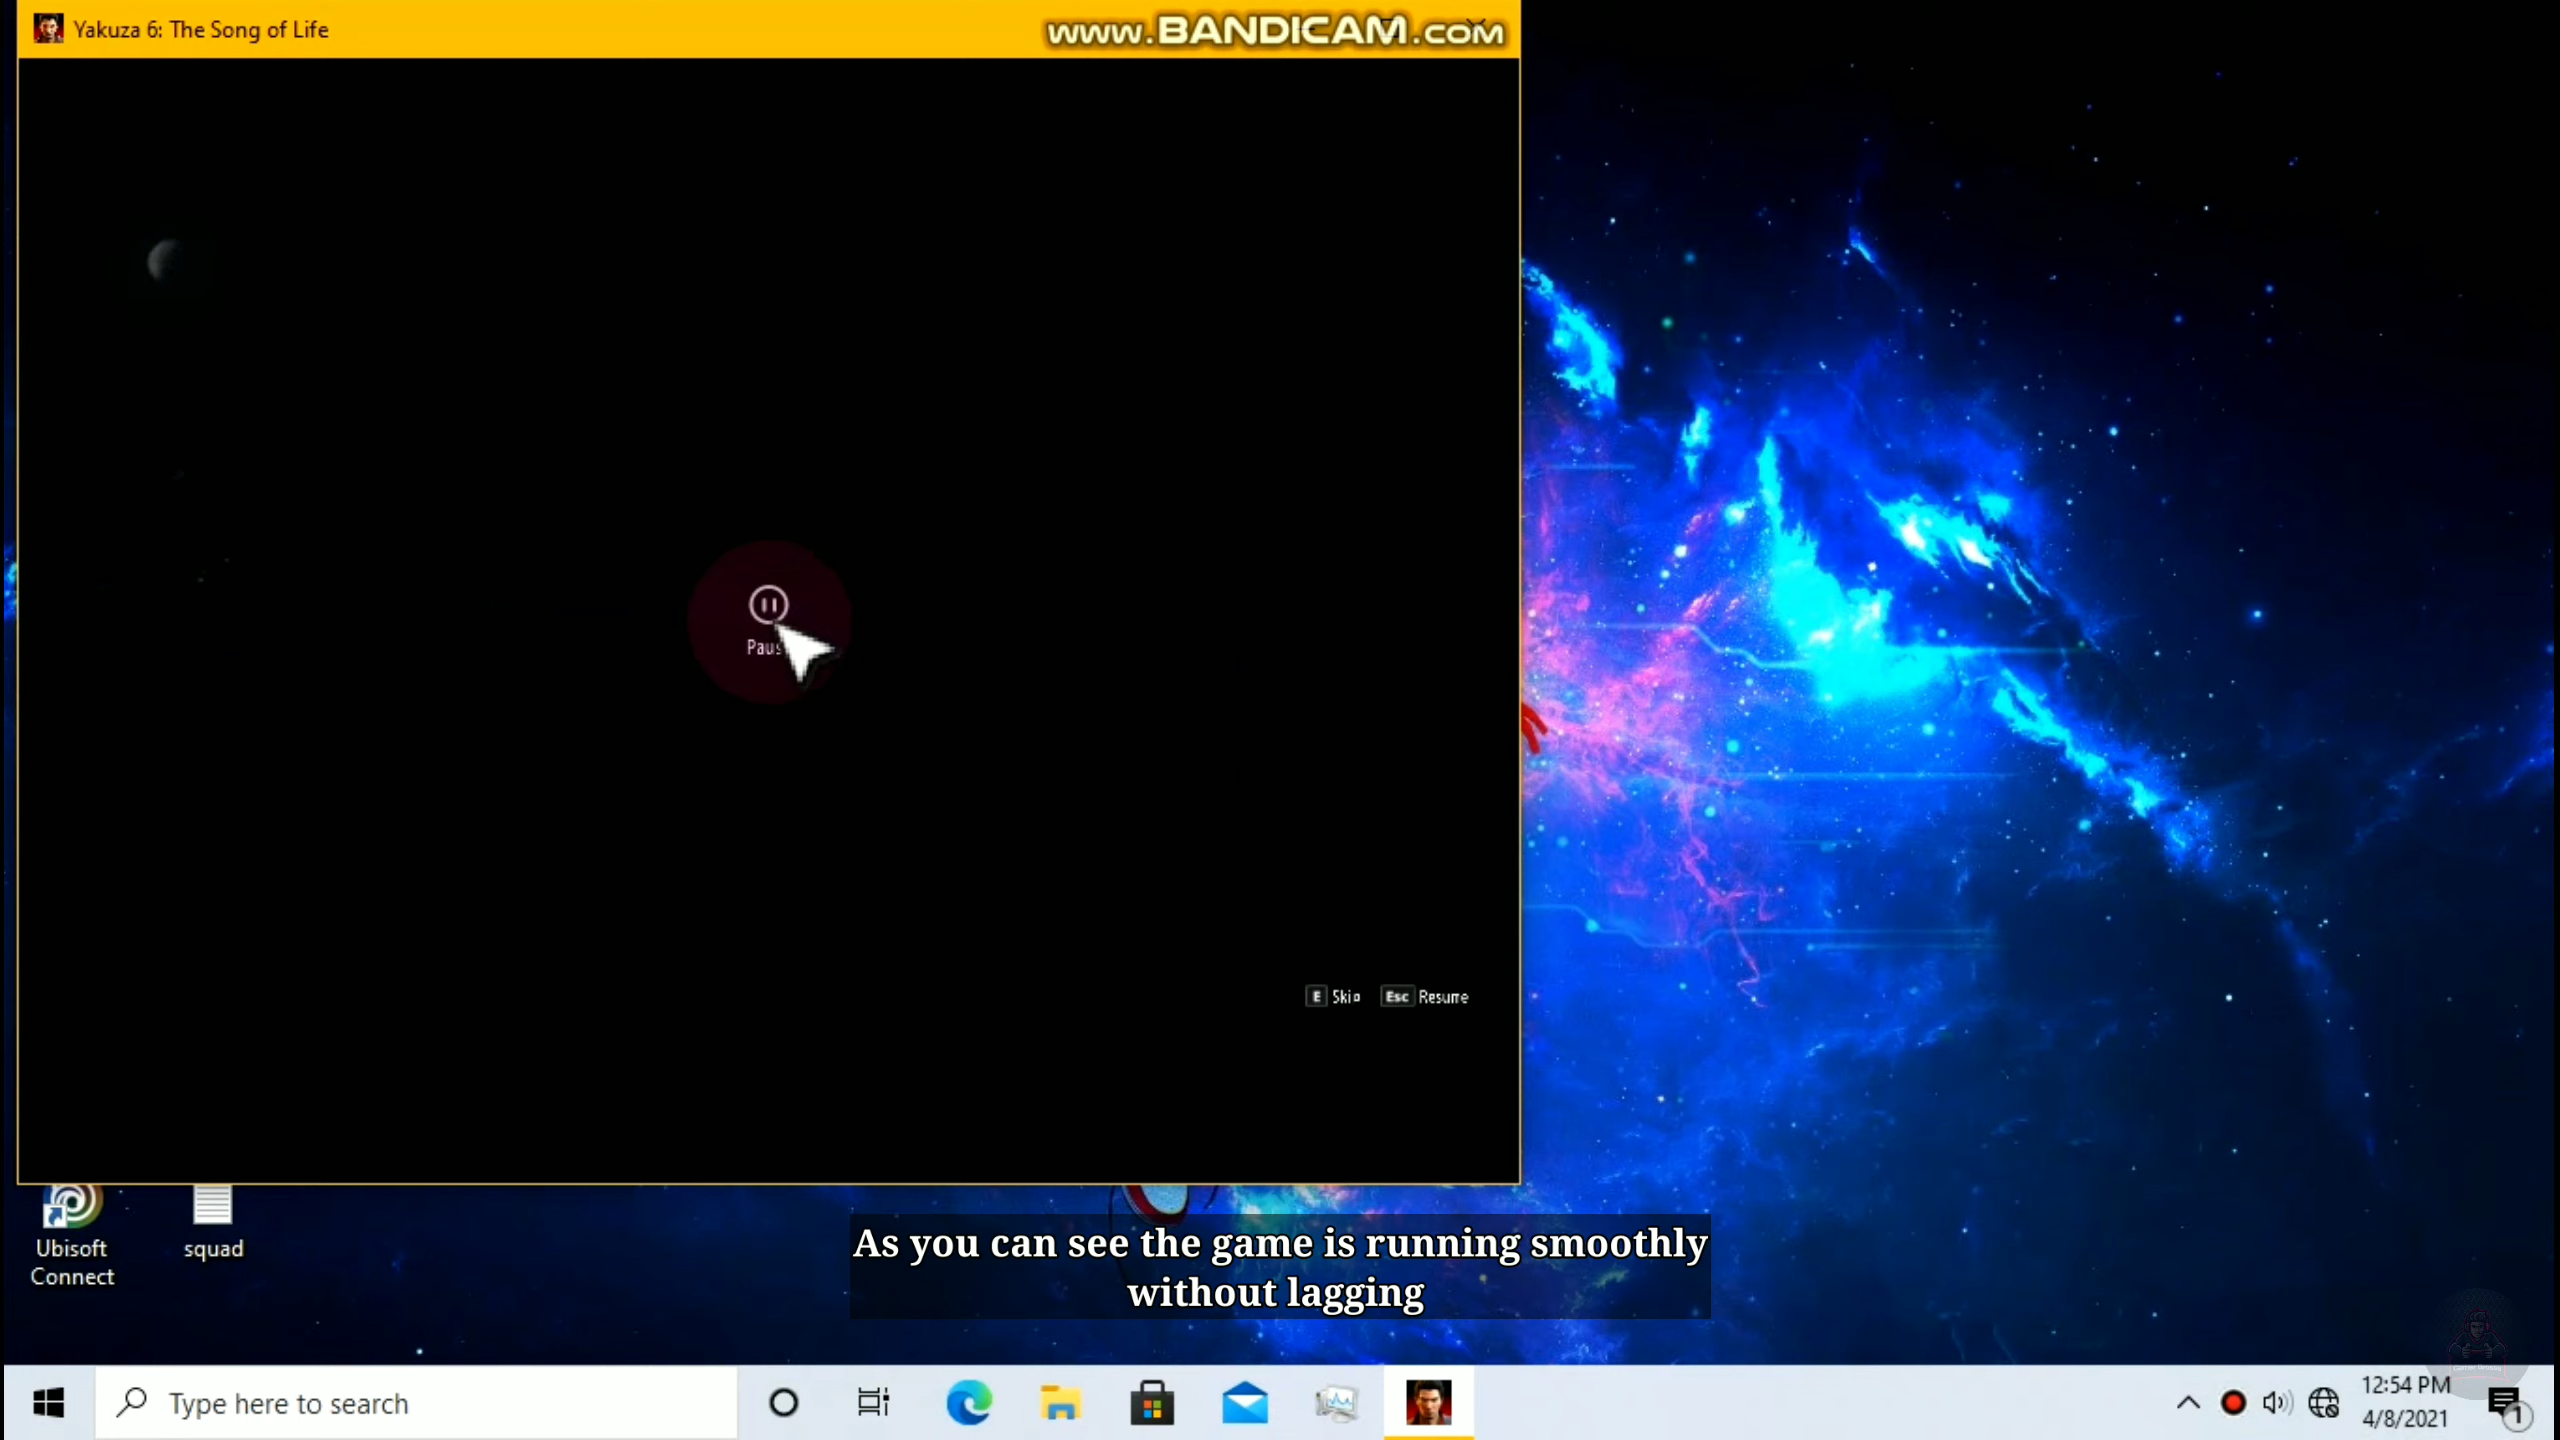 Yakuza 6: The Song of Life
www.BANDICAM.com
E Skip Esc Resume
Ubisoft
Connect
squad
As you can see the game is running smoothly
without lagging
Type here to search
12:54 PM
4/8/2021
1